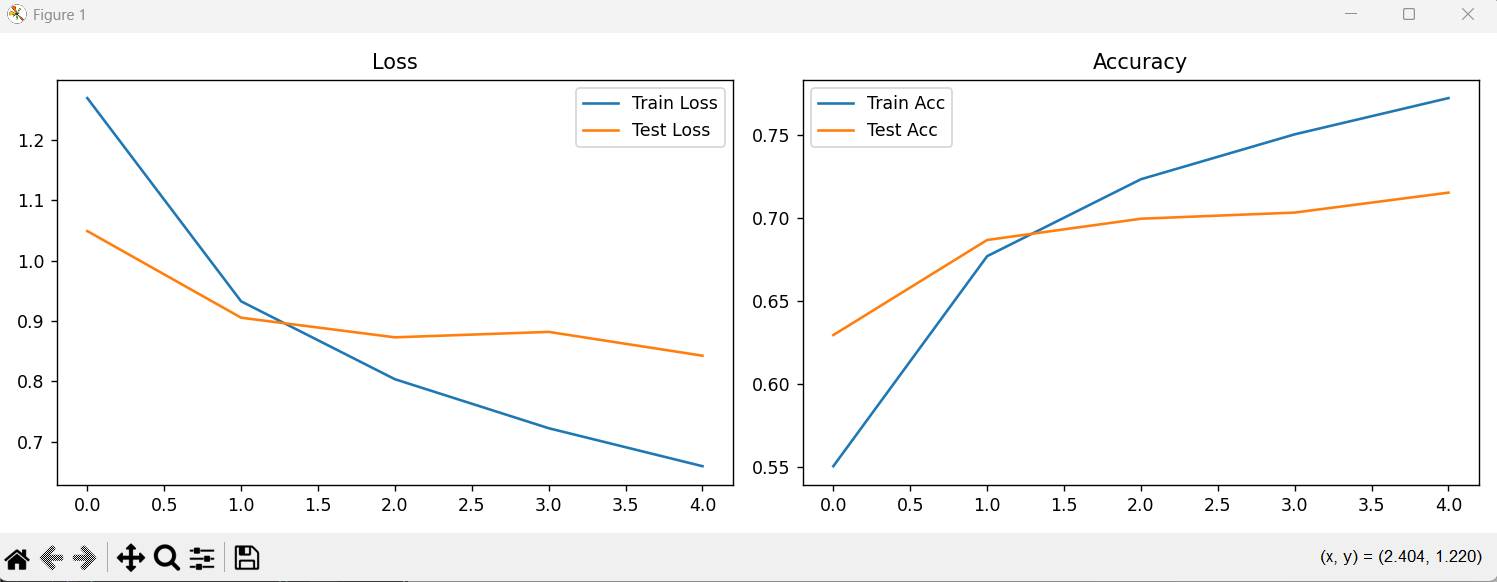 Figure 1
Loss
Train Loss
Test Loss
1.2
1.1
1.0
0.9
0.8
0.7
0.0 0.5 1.0 1.5 2.0 2.5 3.0 3.5 4.0
Accuracy
Train Acc
Test Acc
0.75
0.70
0.65
0.60
0.55
0.0 0.5 1.0 1.5 2.0 2.5 3.0 3.5 4.0
(x, y) = (2.404, 1.220)